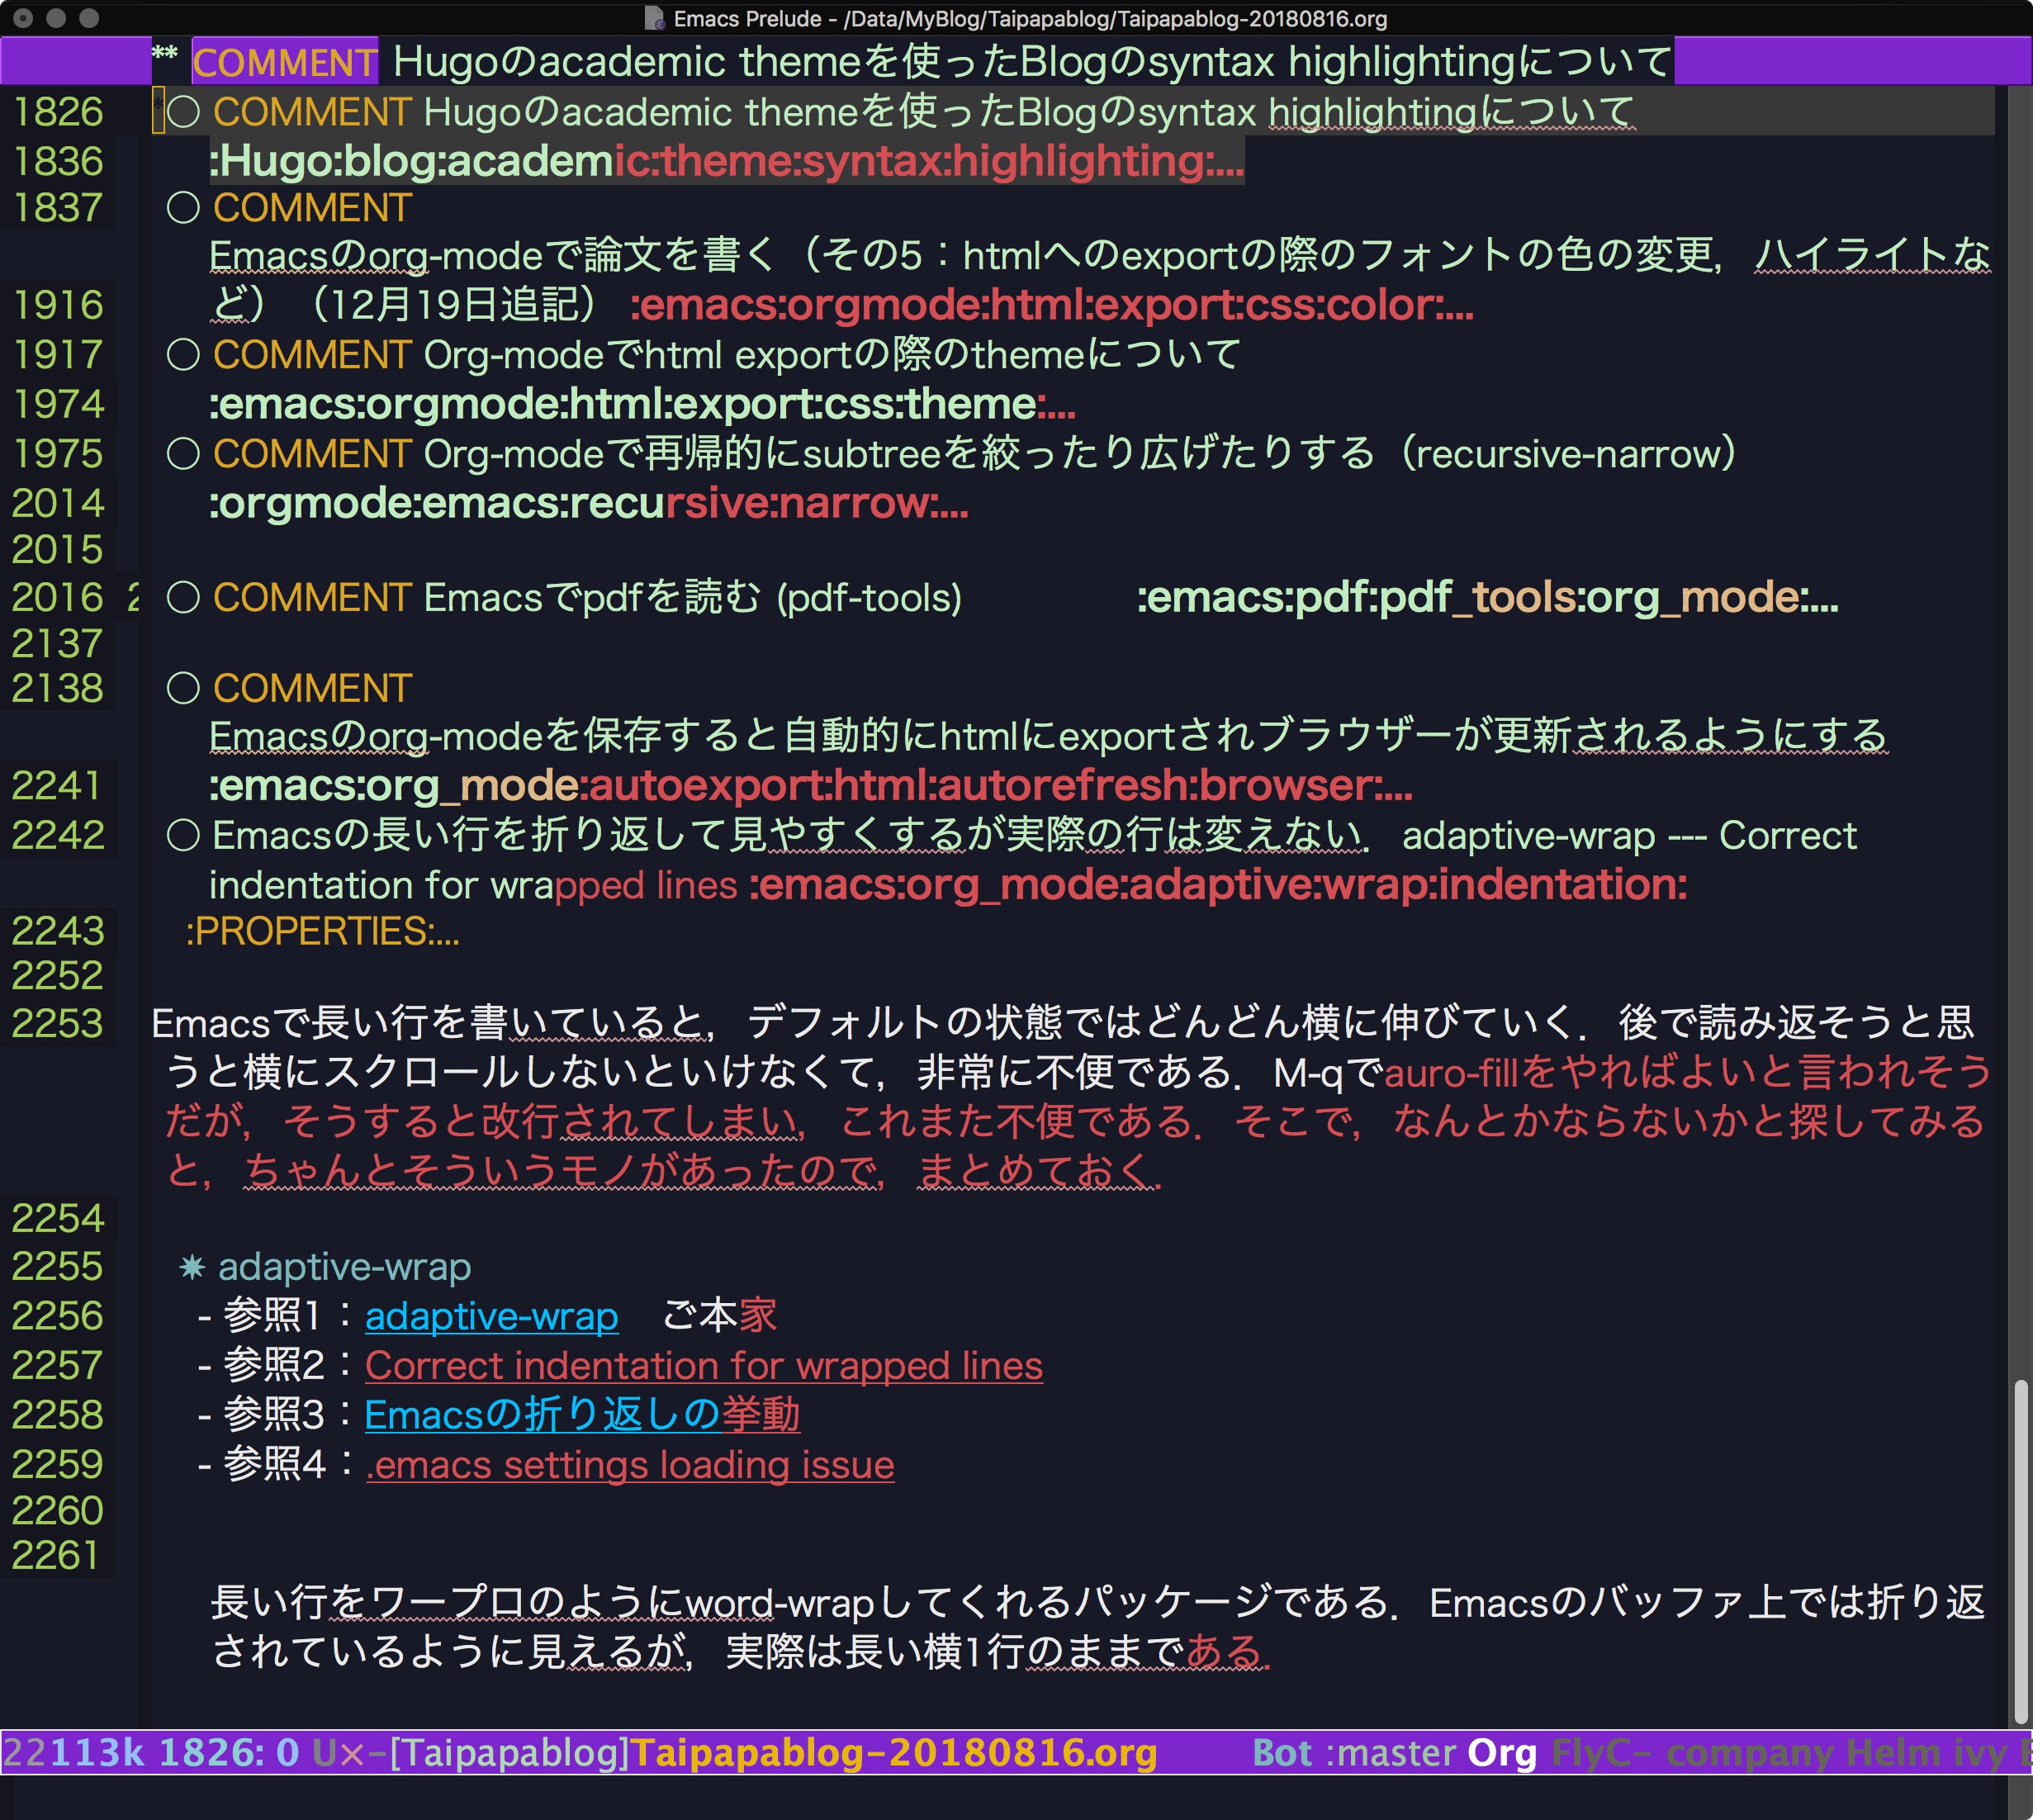 Emacs Prelude - /Data/MyBlog/Taipapablog/Taipapablog-20180816.org
** COMMENT Hugoのacademic themeを使ったBlogのsyntax highlightingについて
1826 *○ COMMENT Hugoのacademic themeを使ったBlogのsyntax highlightingについて
1836 :Hugo:blog:academic:theme:syntax:highlighting:...
1837 ○ COMMENT
Emacsのorg-modeで論文を書く（その5：htmlへのexportの際のフォントの色の変更，ハイライトな
1916 ど）（12月19日追記） :emacs:orgmode:html:export:css:color:...
1917 ○ COMMENT Org-modeでhtml exportの際のthemeについて
1974 :emacs:orgmode:html:export:css:theme:...
1975 ○ COMMENT Org-modeで再帰的にsubtreeを絞ったり広げたりする（recursive-narrow）
2014 :orgmode:emacs:recursive:narrow:...
2015
2016 2 ○ COMMENT Emacsでpdfを読む (pdf-tools) :emacs:pdf:pdf_tools:org_mode:...
2137
2138 ○ COMMENT
Emacsのorg-modeを保存すると自動的にhtmlにexportされブラウザーが更新されるようにする
2241 :emacs:org_mode:autoexport:html:autorefresh:browser:...
2242 ○ Emacsの長い行を折り返して見やすくするが実際の行は変えない．adaptive-wrap --- Correct
indentation for wrapped lines :emacs:org_mode:adaptive:wrap:indentation:
2243 :PROPERTIES:...
2252
2253 Emacsで長い行を書いていると，デフォルトの状態ではどんどん横に伸びていく．後で読み返そうと思
うと横にスクロールしないといけなくて，非常に不便である．M-qでauro-fillをやればよいと言われそう
だが，そうすると改行されてしまい，これまた不便である．そこで，なんとかならないかと探してみる
と，ちゃんとそういうモノがあったので，まとめておく．
2254
2255 ✷ adaptive-wrap
2256 - 参照1：adaptive-wrap　ご本家
2257 - 参照2：Correct indentation for wrapped lines
2258 - 参照3：Emacsの折り返しの挙動
2259 - 参照4：.emacs settings loading issue
2260
2261
長い行をワープロのようにword-wrapしてくれるパッケージである．Emacsのバッファ上では折り返
されているように見えるが，実際は長い横1行のままである．
22113k 1826: 0 U×-[Taipapablog]Taipapablog-20180816.org Bot :master Org FlyC- company Helm ivy